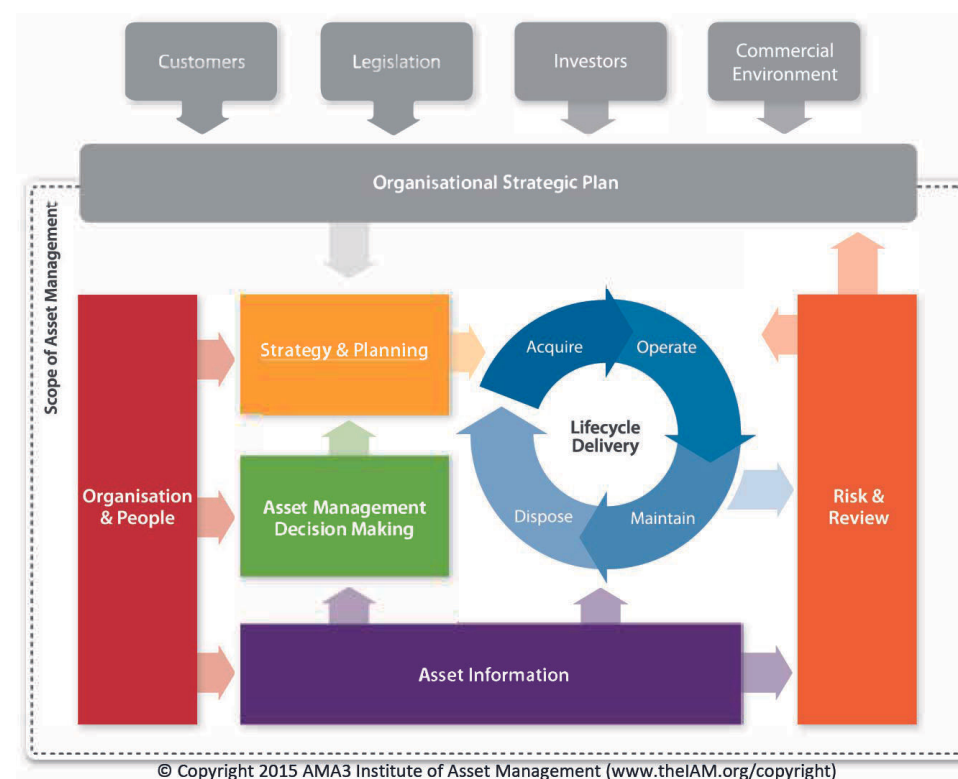 Customers
Legislation
Investors
Commercial
Environment
Organisational Strategic Plan
Scope of Asset Management
Strategy & Planning
Acquire
Operate
Lifecycle
Delivery
Organisation
& People
Asset Management
Decision Making
Dispose
Maintain
Risk &
Review
Asset Information
© Copyright 2015 AMA3 Institute of Asset Management (www.theIAM.org/copyright)